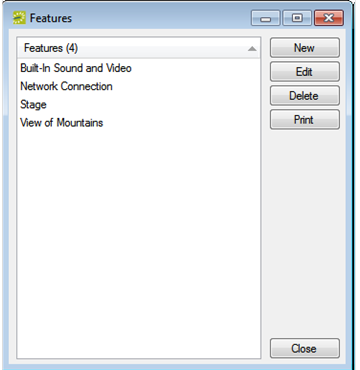 Features
Features (4)
Built-In Sound and Video
Network Connection
Stage
View of Mountains
New
Edit
Delete
Print
Close